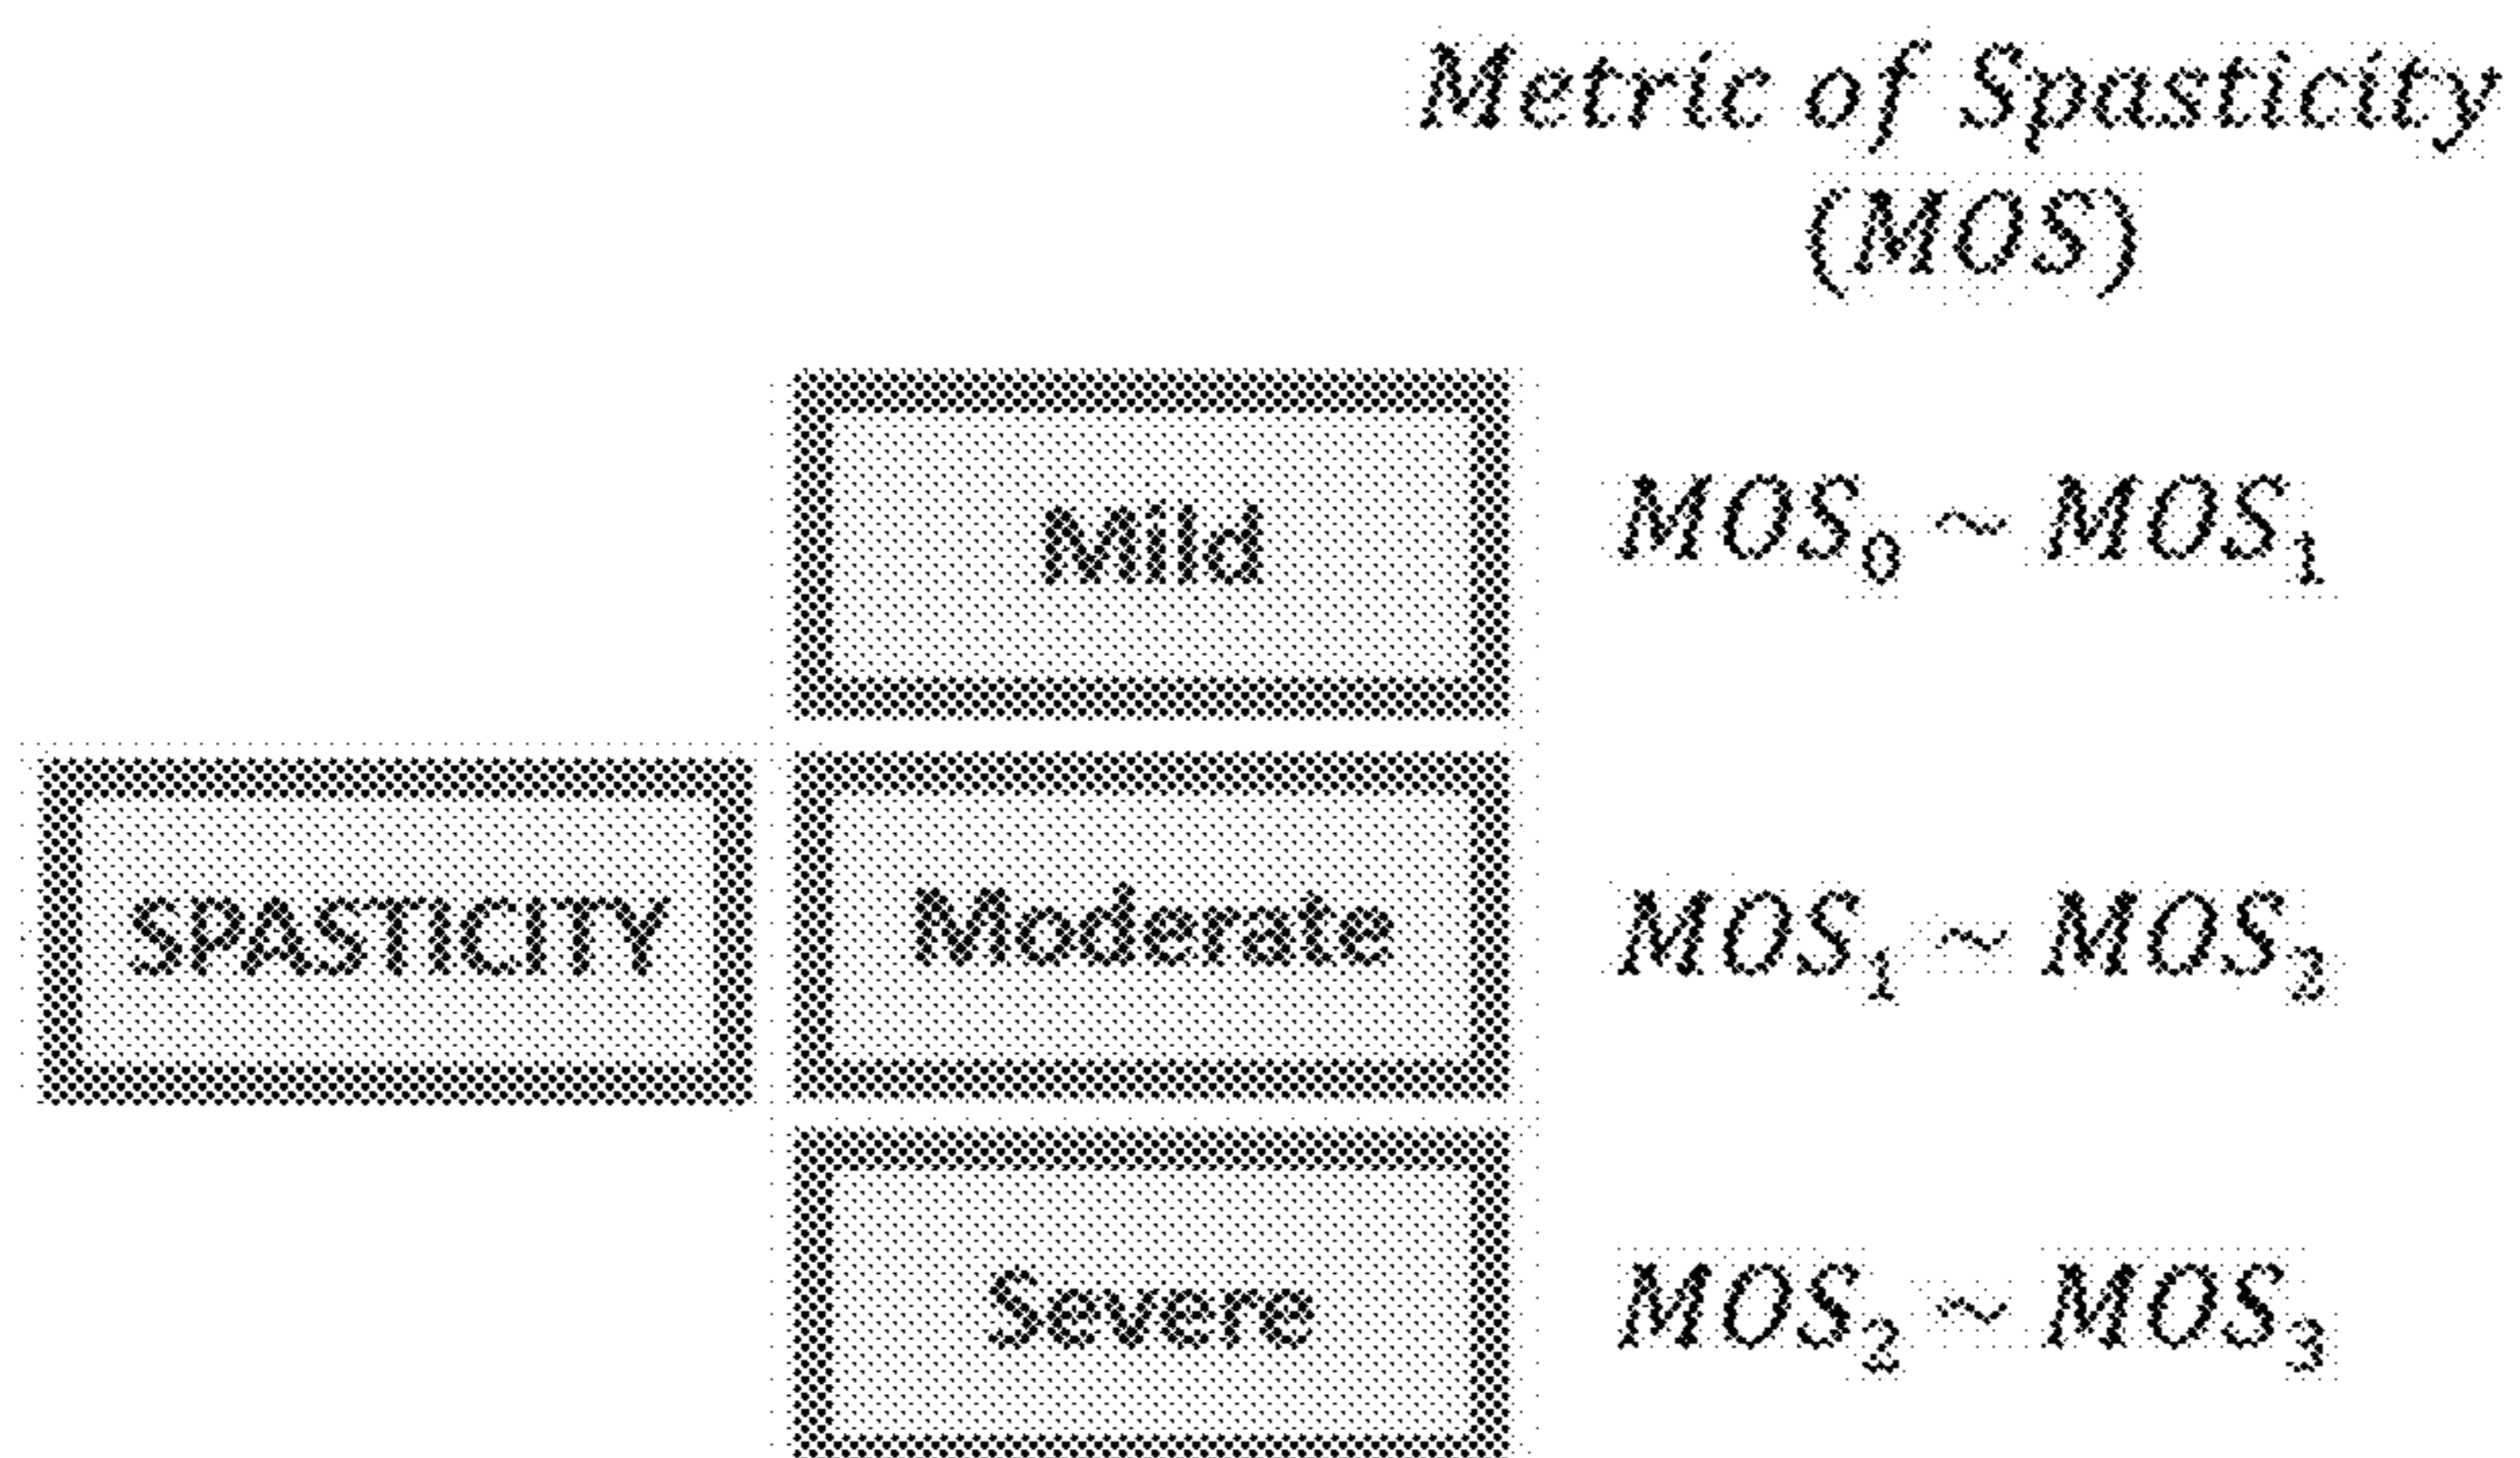 Metric of Spasticity
(MOS)
Mild MOS₀ ~ MOS₁
SPASTICITY Moderate MOS₁ ~ MOS₂
Severe MOS₂ ~ MOS₃